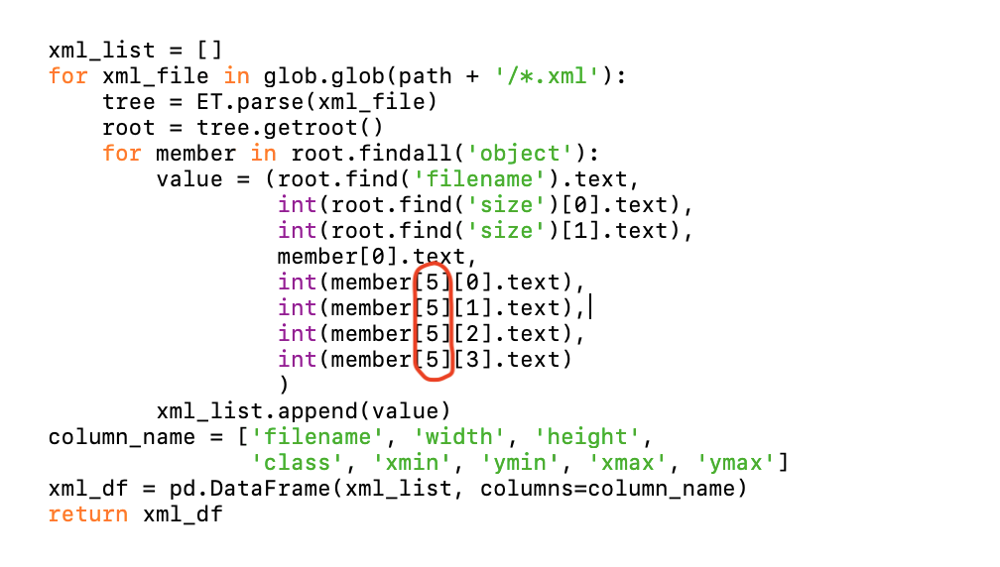 xml_list = []
for xml_file in glob.glob(path + '/*.xml'):
    tree = ET.parse(xml_file)
    root = tree.getroot()
    for member in root.findall('object'):
        value = (root.find('filename').text,
                 int(root.find('size')[0].text),
                 int(root.find('size')[1].text),
                 member[0].text,
                 int(member[5][0].text),
                 int(member[5][1].text),
                 int(member[5][2].text),
                 int(member[5][3].text)
                 )
        xml_list.append(value)
column_name = ['filename', 'width', 'height',
               'class', 'xmin', 'ymin', 'xmax', 'ymax']
xml_df = pd.DataFrame(xml_list, columns=column_name)
return xml_df